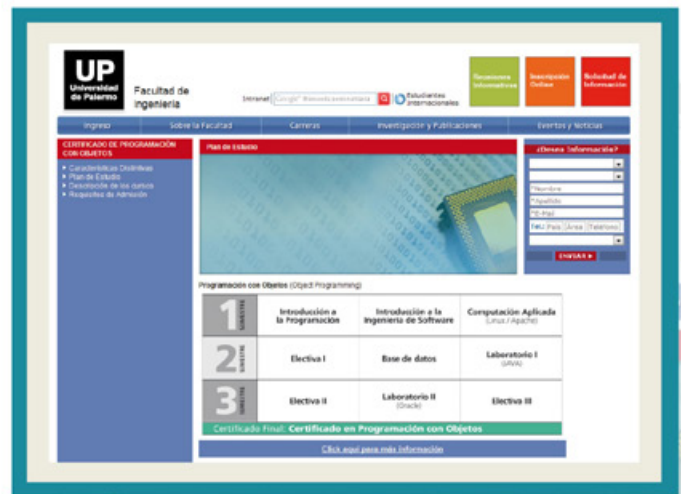 UP
Universidad
de Palermo
Facultad de
Ingeniería
Intranet
Estudiantes
Internacionales
Reuniones
Informativas
Inscripción
Online
Solicitud de
Información
Ingreso
Sobre la Facultad
Carreras
Investigación y Publicaciones
Eventos y Noticias
CERTIFICADO DE PROGRAMACIÓN
CON OBJETOS
Características Distintivas
Plan de Estudio
Descripción de los cursos
Requisitos de Admisión
Plan de Estudio
¿Desea Información?
*Nombre
*Apellido
*E-Mail
País Área Teléfono
ENVIAR
Programación con Objetos (Object Programming)
1 SEMESTRE
Introducción a
la Programación
Introducción a la
Ingeniería de Software
Computación Aplicada
(Linux / Apache)
2 SEMESTRE
Electiva I
Base de datos
Laboratorio I
(JAVA)
3 SEMESTRE
Electiva II
Laboratorio II
(Oracle)
Electiva III
Certificado Final: Certificado en Programación con Objetos
Click aquí para más información